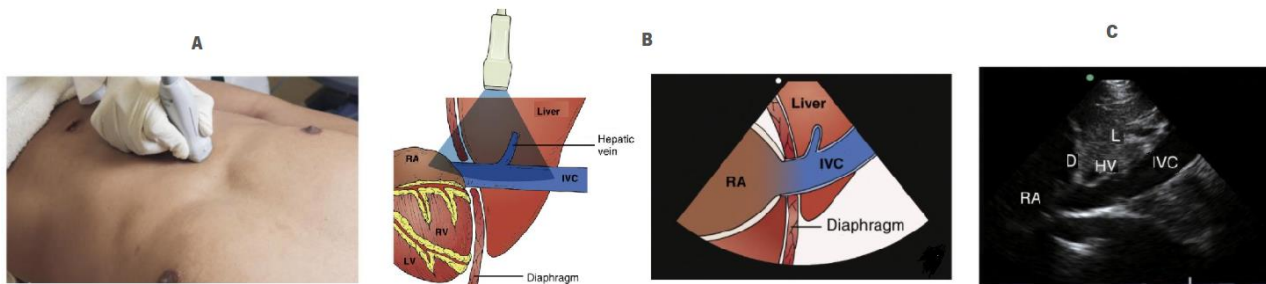 A
B
C
Liver
Hepatic
vein
RA
IVC
RV
LV
Diaphragm
Liver
IVC
RA
Diaphragm
L
D
HV
IVC
RA